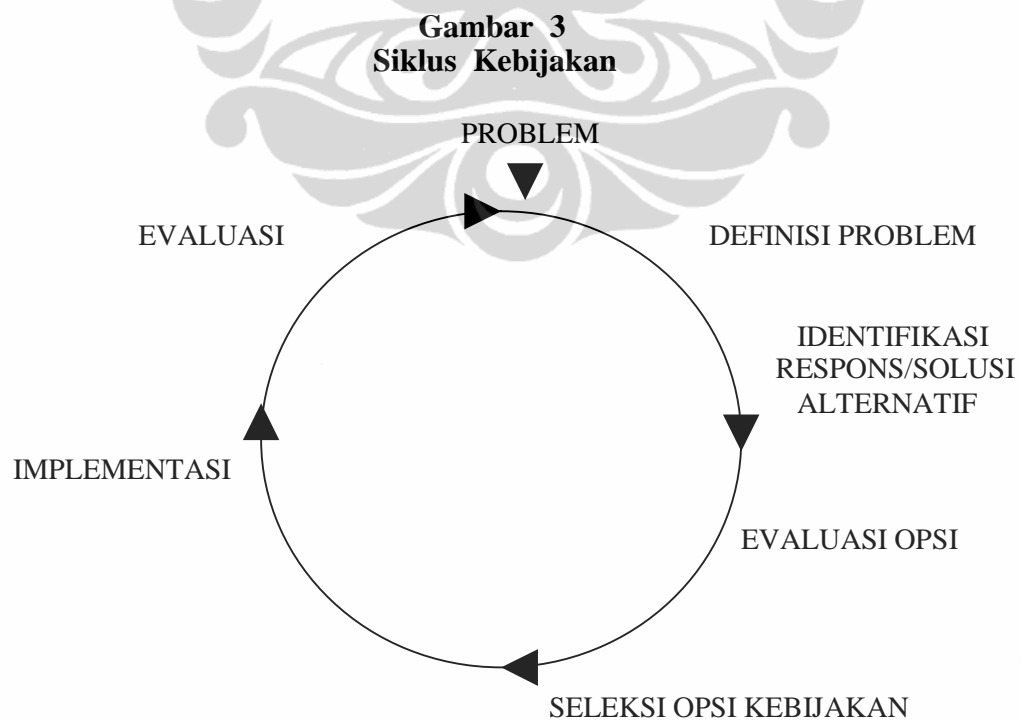 Gambar 3
Siklus Kebijakan
PROBLEM
EVALUASI
DEFINISI PROBLEM
IDENTIFIKASI
RESPONS/SOLUSI
ALTERNATIF
IMPLEMENTASI
EVALUASI OPSI
SELEKSI OPSI KEBIJAKAN